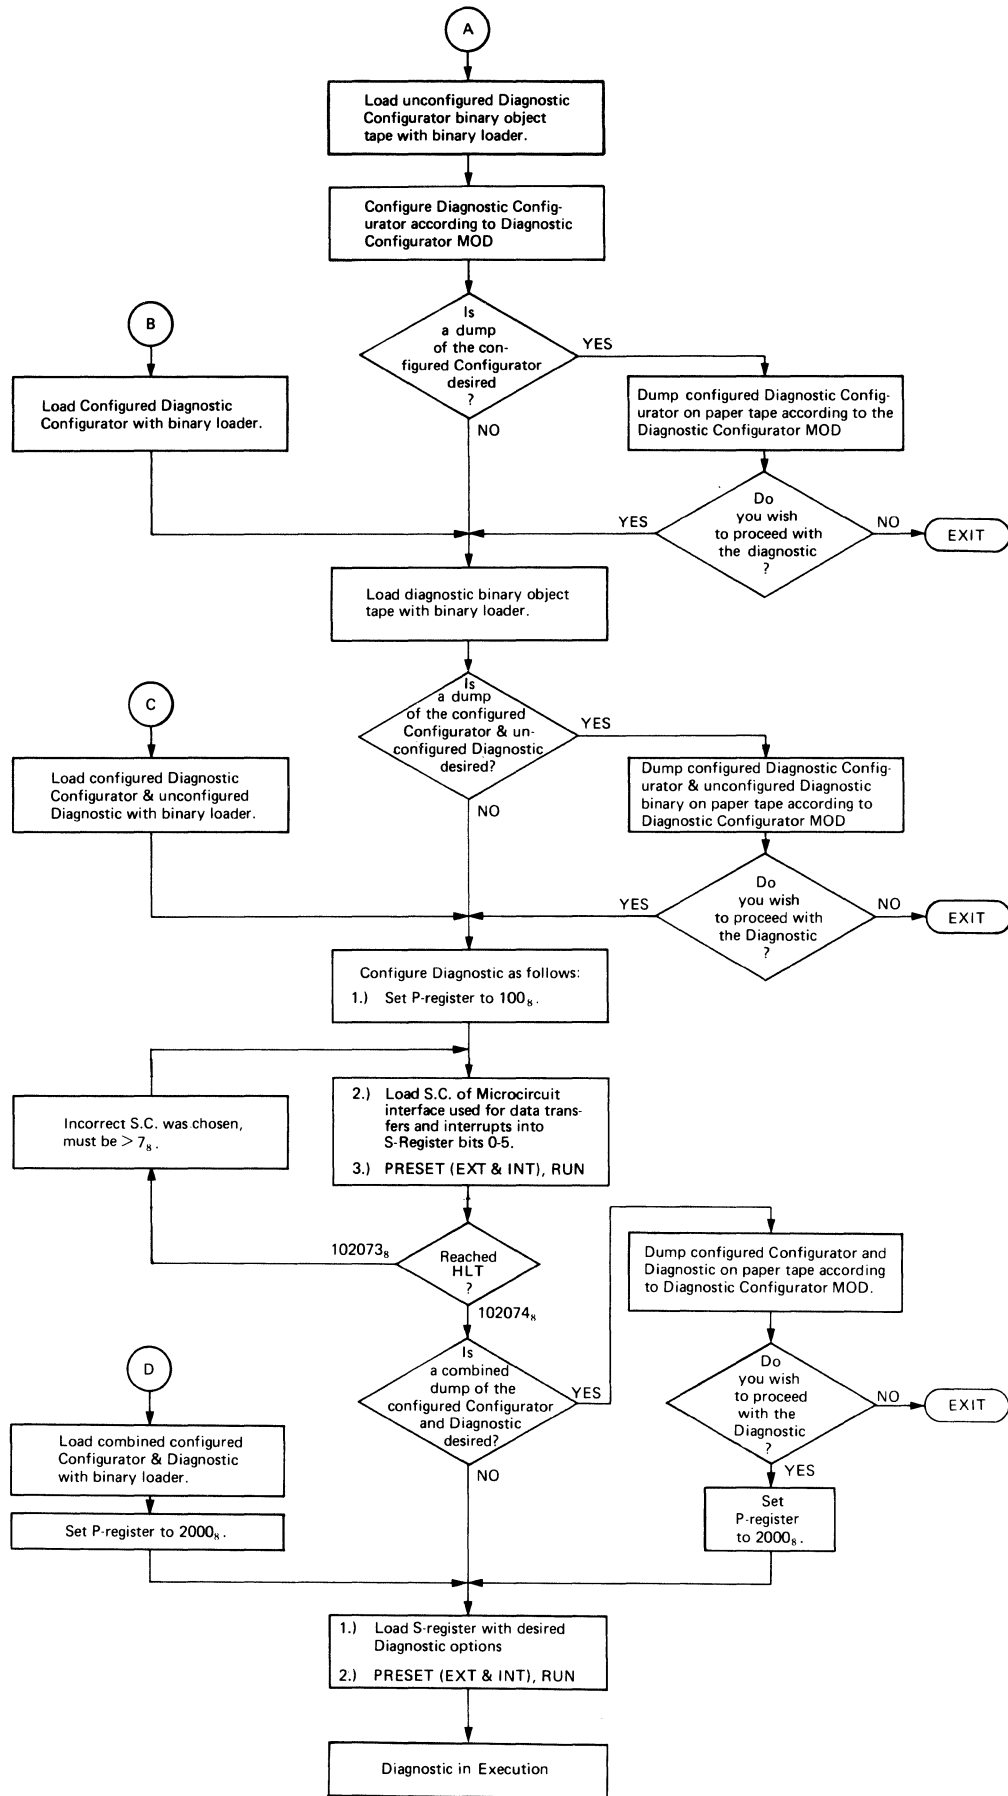 A
Load unconfigured Diagnostic
Configurator binary object
tape with binary loader.
Configure Diagnostic Config-
urator according to Diagnostic
Configurator MOD
Is
a dump
of the con-
figured Configurator
desired
?
YES
NO
B
Load Configured Diagnostic
Configurator with binary loader.
Dump configured Diagnostic Config-
urator on paper tape according to the
Diagnostic Configurator MOD
Do
you wish
to proceed with
the diagnostic
?
YES
NO
EXIT
Load diagnostic binary object
tape with binary loader.
Is
a dump
of the configured
Configurator & un-
configured Diagnostic
desired?
YES
NO
C
Load configured Diagnostic
Configurator & unconfigured
Diagnostic with binary loader.
Dump configured Diagnostic Config-
urator & unconfigured Diagnostic
binary on paper tape according to
Diagnostic Configurator MOD
Do
you wish
to proceed with
the Diagnostic
?
YES
NO
EXIT
Configure Diagnostic as follows:
1.) Set P-register to 100₈.
2.) Load S.C. of Microcircuit
interface used for data trans-
fers and interrupts into
S-Register bits 0-5.
3.) PRESET (EXT & INT), RUN
Incorrect S.C. was chosen,
must be > 7₈.
102073₈
Reached
HLT
?
102074₈
Dump configured Configurator and
Diagnostic on paper tape according
to Diagnostic Configurator MOD.
Is
a combined
dump of the
configured Configurator
and Diagnostic
desired?
YES
NO
Do
you wish
to proceed
with the
Diagnostic
?
NO
EXIT
YES
Set
P-register
to 2000₈.
D
Load combined configured
Configurator & Diagnostic
with binary loader.
Set P-register to 2000₈.
1.) Load S-register with desired
Diagnostic options
2.) PRESET (EXT & INT), RUN
Diagnostic in Execution